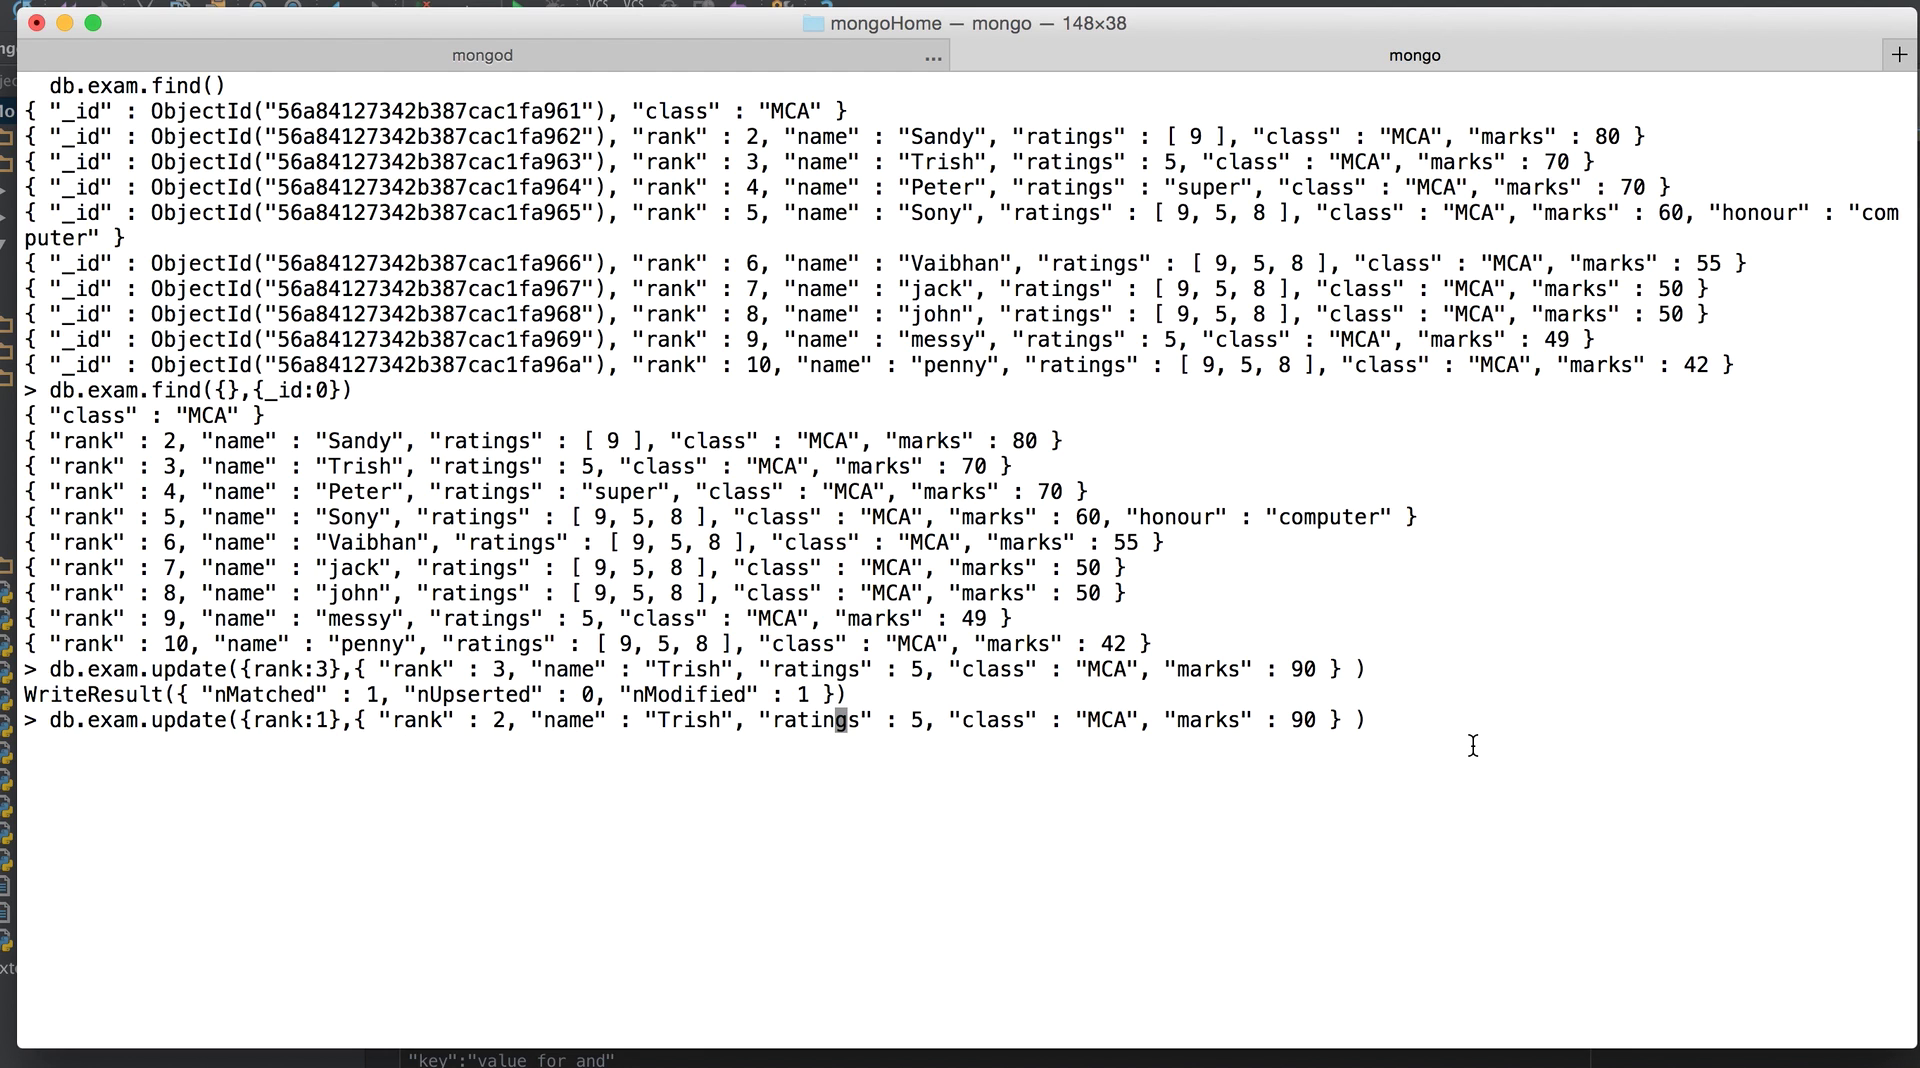 mongoHome — mongo — 148×38
mongod ... mongo +
db.exam.find()
{ "_id" : ObjectId("56a84127342b387cac1fa961"), "class" : "MCA" }
{ "_id" : ObjectId("56a84127342b387cac1fa962"), "rank" : 2, "name" : "Sandy", "ratings" : [ 9 ], "class" : "MCA", "marks" : 80 }
{ "_id" : ObjectId("56a84127342b387cac1fa963"), "rank" : 3, "name" : "Trish", "ratings" : 5, "class" : "MCA", "marks" : 70 }
{ "_id" : ObjectId("56a84127342b387cac1fa964"), "rank" : 4, "name" : "Peter", "ratings" : "super", "class" : "MCA", "marks" : 70 }
{ "_id" : ObjectId("56a84127342b387cac1fa965"), "rank" : 5, "name" : "Sony", "ratings" : [ 9, 5, 8 ], "class" : "MCA", "marks" : 60, "honour" : "com
puter" }
{ "_id" : ObjectId("56a84127342b387cac1fa966"), "rank" : 6, "name" : "Vaibhan", "ratings" : [ 9, 5, 8 ], "class" : "MCA", "marks" : 55 }
{ "_id" : ObjectId("56a84127342b387cac1fa967"), "rank" : 7, "name" : "jack", "ratings" : [ 9, 5, 8 ], "class" : "MCA", "marks" : 50 }
{ "_id" : ObjectId("56a84127342b387cac1fa968"), "rank" : 8, "name" : "john", "ratings" : [ 9, 5, 8 ], "class" : "MCA", "marks" : 50 }
{ "_id" : ObjectId("56a84127342b387cac1fa969"), "rank" : 9, "name" : "messy", "ratings" : 5, "class" : "MCA", "marks" : 49 }
{ "_id" : ObjectId("56a84127342b387cac1fa96a"), "rank" : 10, "name" : "penny", "ratings" : [ 9, 5, 8 ], "class" : "MCA", "marks" : 42 }
> db.exam.find({},{_id:0})
{ "class" : "MCA" }
{ "rank" : 2, "name" : "Sandy", "ratings" : [ 9 ], "class" : "MCA", "marks" : 80 }
{ "rank" : 3, "name" : "Trish", "ratings" : 5, "class" : "MCA", "marks" : 70 }
{ "rank" : 4, "name" : "Peter", "ratings" : "super", "class" : "MCA", "marks" : 70 }
{ "rank" : 5, "name" : "Sony", "ratings" : [ 9, 5, 8 ], "class" : "MCA", "marks" : 60, "honour" : "computer" }
{ "rank" : 6, "name" : "Vaibhan", "ratings" : [ 9, 5, 8 ], "class" : "MCA", "marks" : 55 }
{ "rank" : 7, "name" : "jack", "ratings" : [ 9, 5, 8 ], "class" : "MCA", "marks" : 50 }
{ "rank" : 8, "name" : "john", "ratings" : [ 9, 5, 8 ], "class" : "MCA", "marks" : 50 }
{ "rank" : 9, "name" : "messy", "ratings" : 5, "class" : "MCA", "marks" : 49 }
{ "rank" : 10, "name" : "penny", "ratings" : [ 9, 5, 8 ], "class" : "MCA", "marks" : 42 }
> db.exam.update({rank:3},{ "rank" : 3, "name" : "Trish", "ratings" : 5, "class" : "MCA", "marks" : 90 } )
WriteResult({ "nMatched" : 1, "nUpserted" : 0, "nModified" : 1 })
> db.exam.update({rank:1},{ "rank" : 2, "name" : "Trish", "ratings" : 5, "class" : "MCA", "marks" : 90 } )
"key":"value for and"